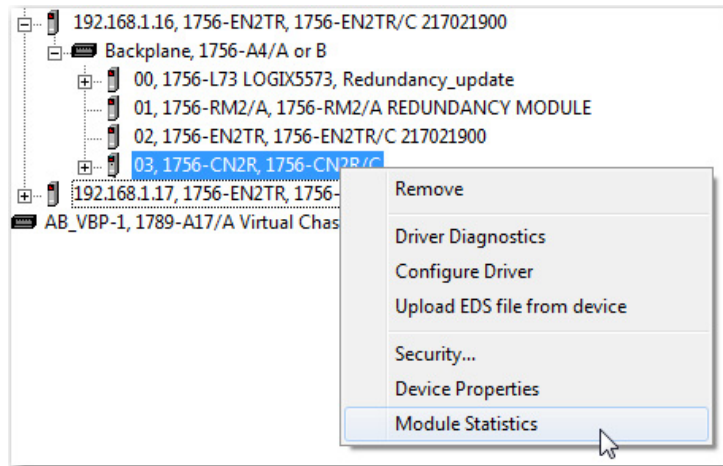 192.168.1.16, 1756-EN2TR, 1756-EN2TR/C 217021900
Backplane, 1756-A4/A or B
00, 1756-L73 LOGIX5573, Redundancy_update
01, 1756-RM2/A, 1756-RM2/A REDUNDANCY MODULE
02, 1756-EN2TR, 1756-EN2TR/C 217021900
03, 1756-CN2R, 1756-CN2R/C
192.168.1.17, 1756-EN2TR, 1756-
AB_VBP-1, 1789-A17/A Virtual Chas
Remove
Driver Diagnostics
Configure Driver
Upload EDS file from device
Security...
Device Properties
Module Statistics